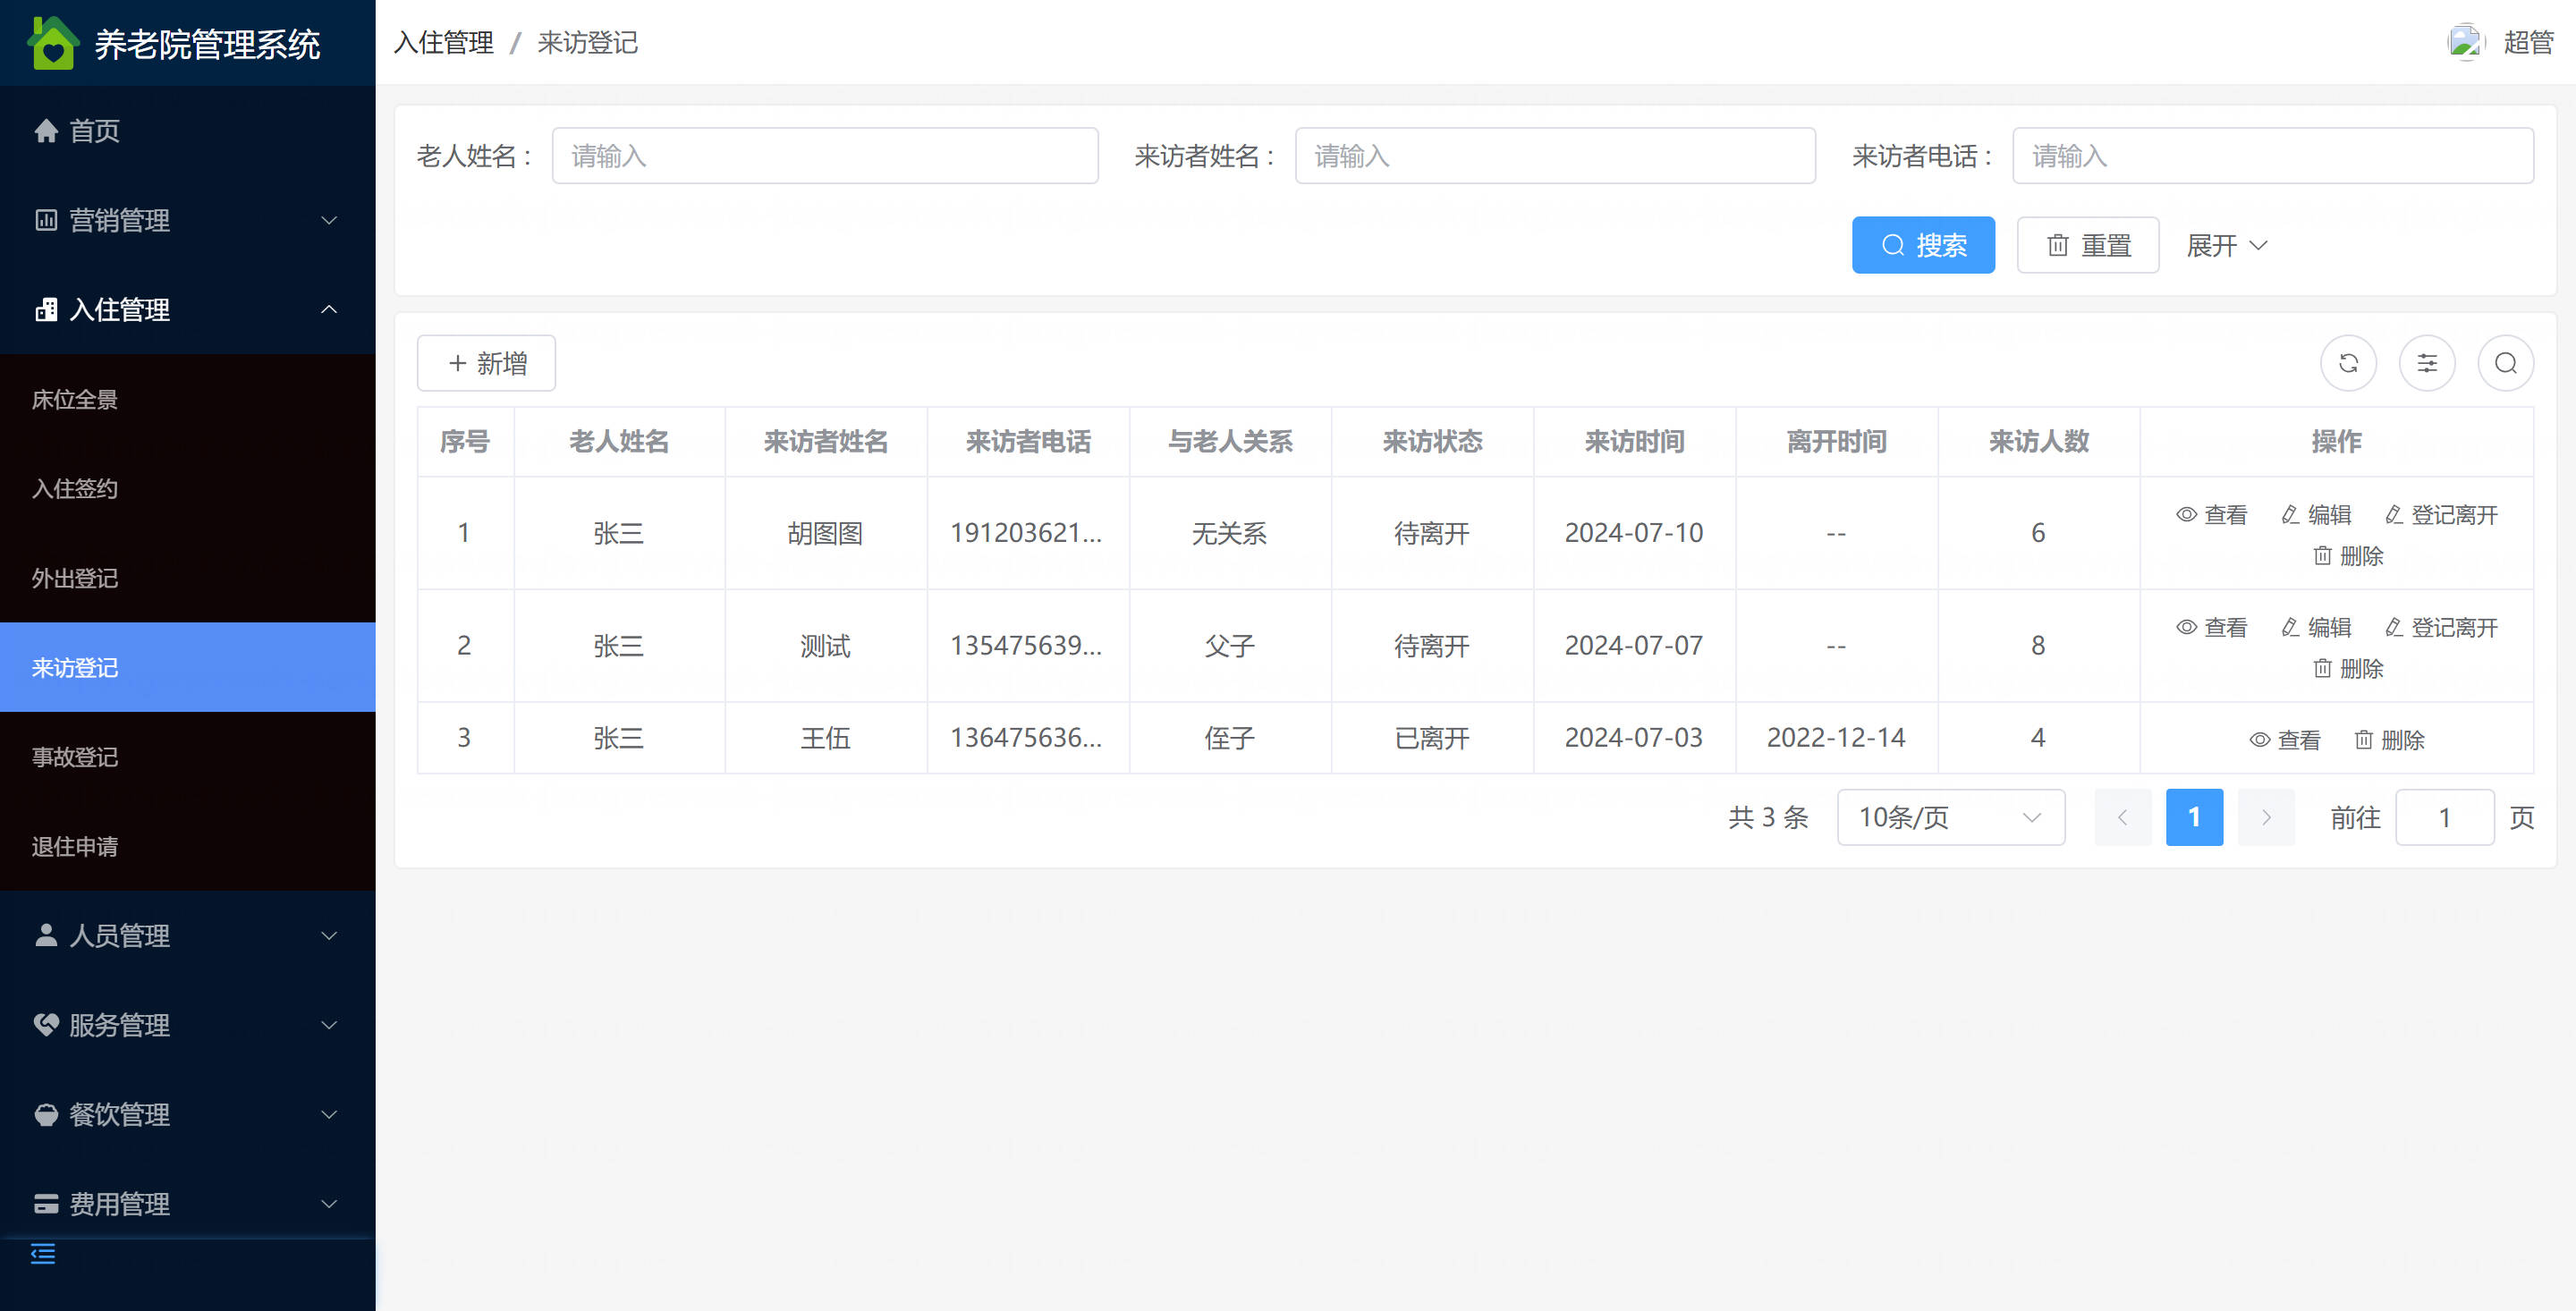 养老院管理系统
入住管理 / 来访登记
超管
首页
营销管理
入住管理
床位全景
入住签约
外出登记
来访登记
事故登记
退住申请
人员管理
服务管理
餐饮管理
费用管理
老人姓名： 请输入 来访者姓名： 请输入 来访者电话： 请输入
搜索 重置 展开
+ 新增
序号 老人姓名 来访者姓名 来访者电话 与老人关系 来访状态 来访时间 离开时间 来访人数 操作
1 张三 胡图图 191203621... 无关系 待离开 2024-07-10 -- 6 查看 编辑 登记离开
删除
2 张三 测试 135475639... 父子 待离开 2024-07-07 -- 8 查看 编辑 登记离开
删除
3 张三 王伍 136475636... 侄子 已离开 2024-07-03 2022-12-14 4 查看 删除
共 3 条 10条/页 1 前往 1 页